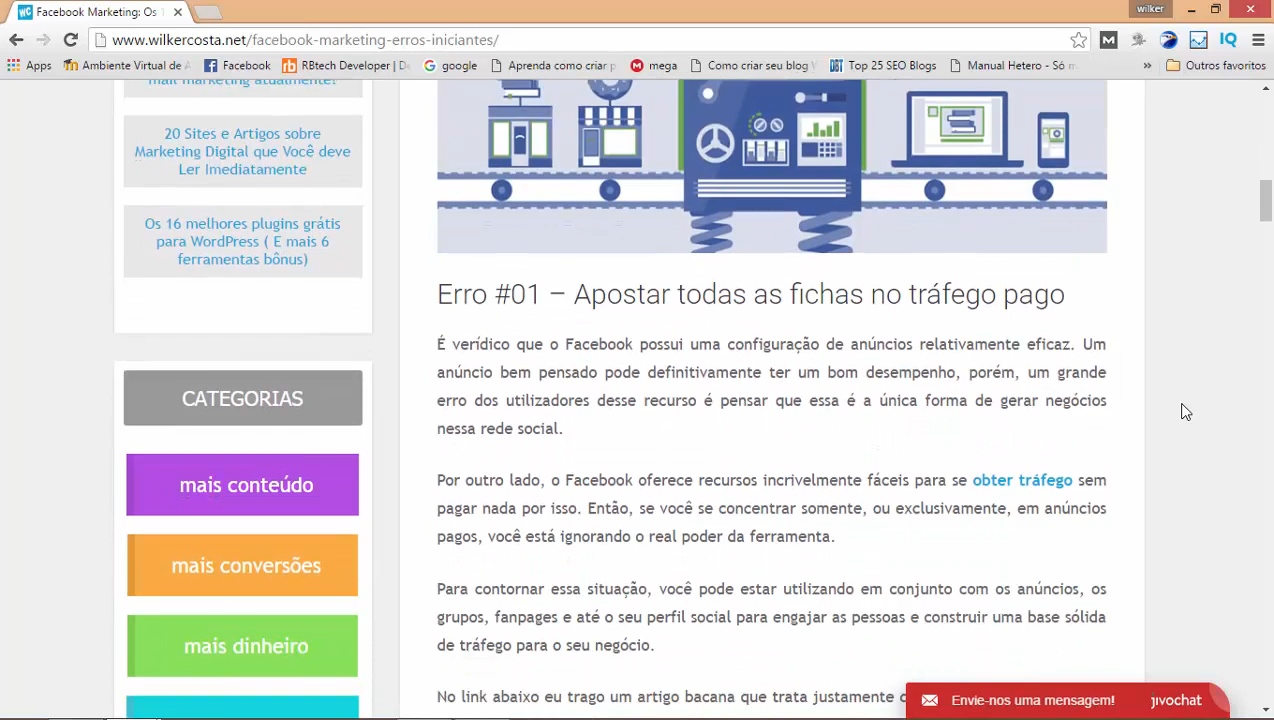 Facebook Marketing: Os
wilker
www.wilkercosta.net/facebook-marketing-erros-iniciantes/
Apps
Ambiente Virtual de A
Facebook
RBtech Developer | De
google
Aprenda como criar p
mega
Como criar seu blog
Top 25 SEO Blogs
Manual Hetero - Só m
Outros favoritos
mail marketing atualmente?
20 Sites e Artigos sobre
Marketing Digital que Você deve
Ler Imediatamente
Os 16 melhores plugins grátis
para WordPress ( E mais 6
ferramentas bônus)
CATEGORIAS
mais conteúdo
mais conversões
mais dinheiro
Erro #01 – Apostar todas as fichas no tráfego pago
É verídico que o Facebook possui uma configuração de anúncios relativamente eficaz. Um
anúncio bem pensado pode definitivamente ter um bom desempenho, porém, um grande
erro dos utilizadores desse recurso é pensar que essa é a única forma de gerar negócios
nessa rede social.
Por outro lado, o Facebook oferece recursos incrivelmente fáceis para se obter tráfego sem
pagar nada por isso. Então, se você se concentrar somente, ou exclusivamente, em anúncios
pagos, você está ignorando o real poder da ferramenta.
Para contornar essa situação, você pode estar utilizando em conjunto com os anúncios, os
grupos, fanpages e até o seu perfil social para engajar as pessoas e construir uma base sólida
de tráfego para o seu negócio.
No link abaixo eu trago um artigo bacana que trata justamente
Envie-nos uma mensagem!
jivochat